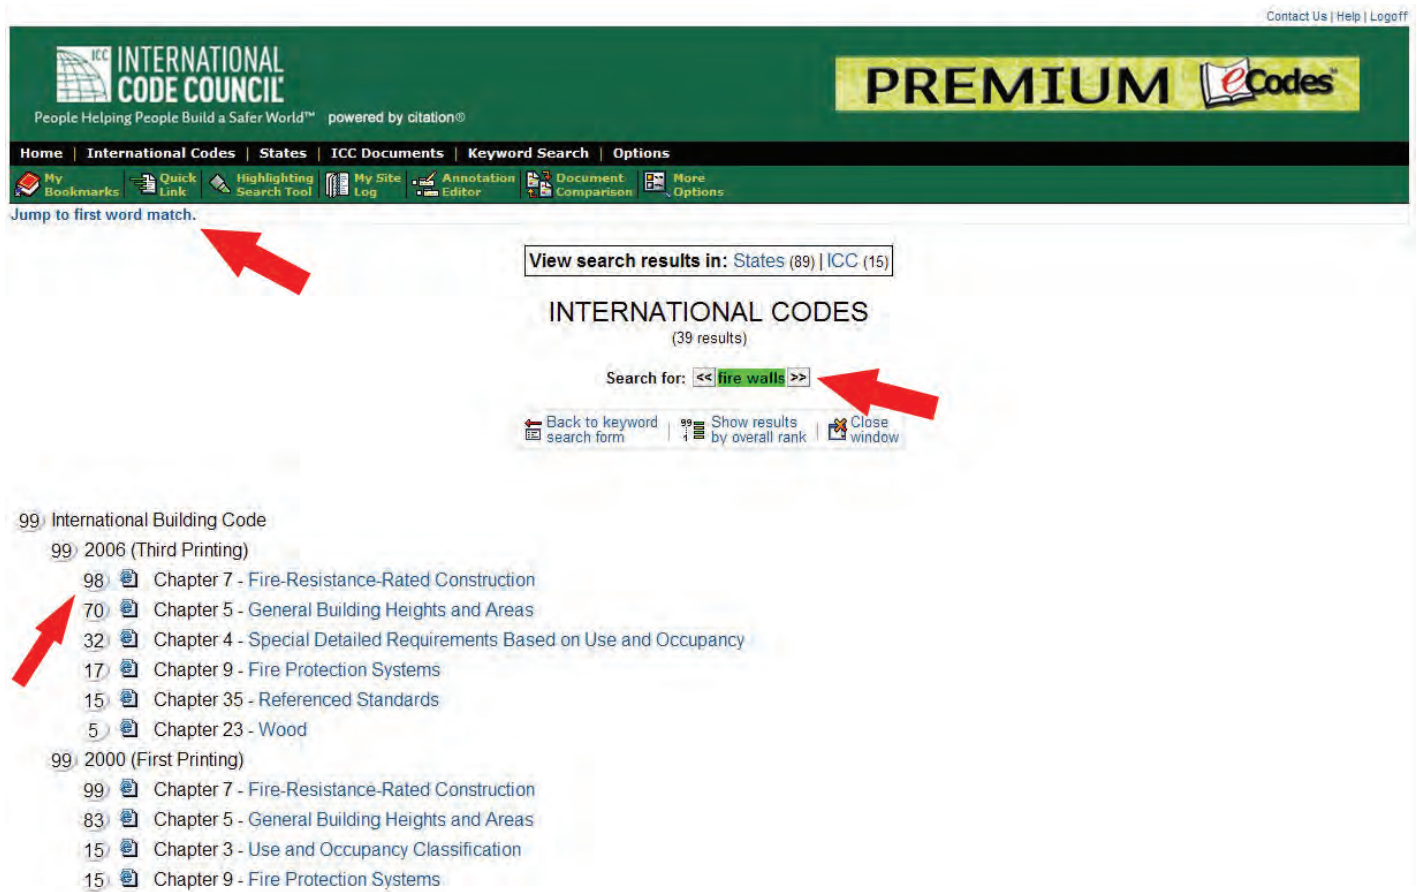 Contact Us | Help | Logoff
ICC INTERNATIONAL
CODE COUNCIL
People Helping People Build a Safer World™ powered by citation®
PREMIUM eCodes™
Home | International Codes | States | ICC Documents | Keyword Search | Options
My Bookmarks | Quick Link | Highlighting Search Tool | My Site Log | Annotation Editor | Document Comparison | More Options
Jump to first word match.
View search results in: States (89) | ICC (15)
INTERNATIONAL CODES
(39 results)
Search for: << fire walls >>
Back to keyword search form | Show results by overall rank | Close window
99 International Building Code
99 2006 (Third Printing)
98 Chapter 7 - Fire-Resistance-Rated Construction
70 Chapter 5 - General Building Heights and Areas
32 Chapter 4 - Special Detailed Requirements Based on Use and Occupancy
17 Chapter 9 - Fire Protection Systems
15 Chapter 35 - Referenced Standards
5 Chapter 23 - Wood
99 2000 (First Printing)
99 Chapter 7 - Fire-Resistance-Rated Construction
83 Chapter 5 - General Building Heights and Areas
15 Chapter 3 - Use and Occupancy Classification
15 Chapter 9 - Fire Protection Systems